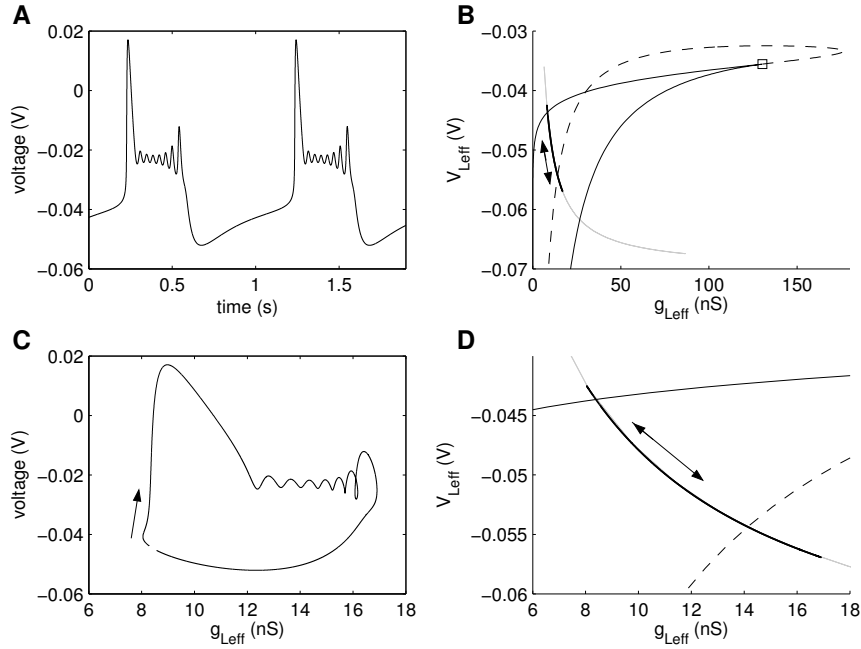 A
0.02
0
−0.02
−0.04
−0.06
voltage (V)
0 0.5 1 1.5
time (s)
B
−0.03
−0.04
−0.05
−0.06
−0.07
V_Leff (V)
0 50 100 150
g_Leff (nS)
C
0.02
0
−0.02
−0.04
−0.06
voltage (V)
6 8 10 12 14 16 18
g_Leff (nS)
D
−0.045
−0.05
−0.055
−0.06
V_Leff (V)
6 8 10 12 14 16 18
g_Leff (nS)